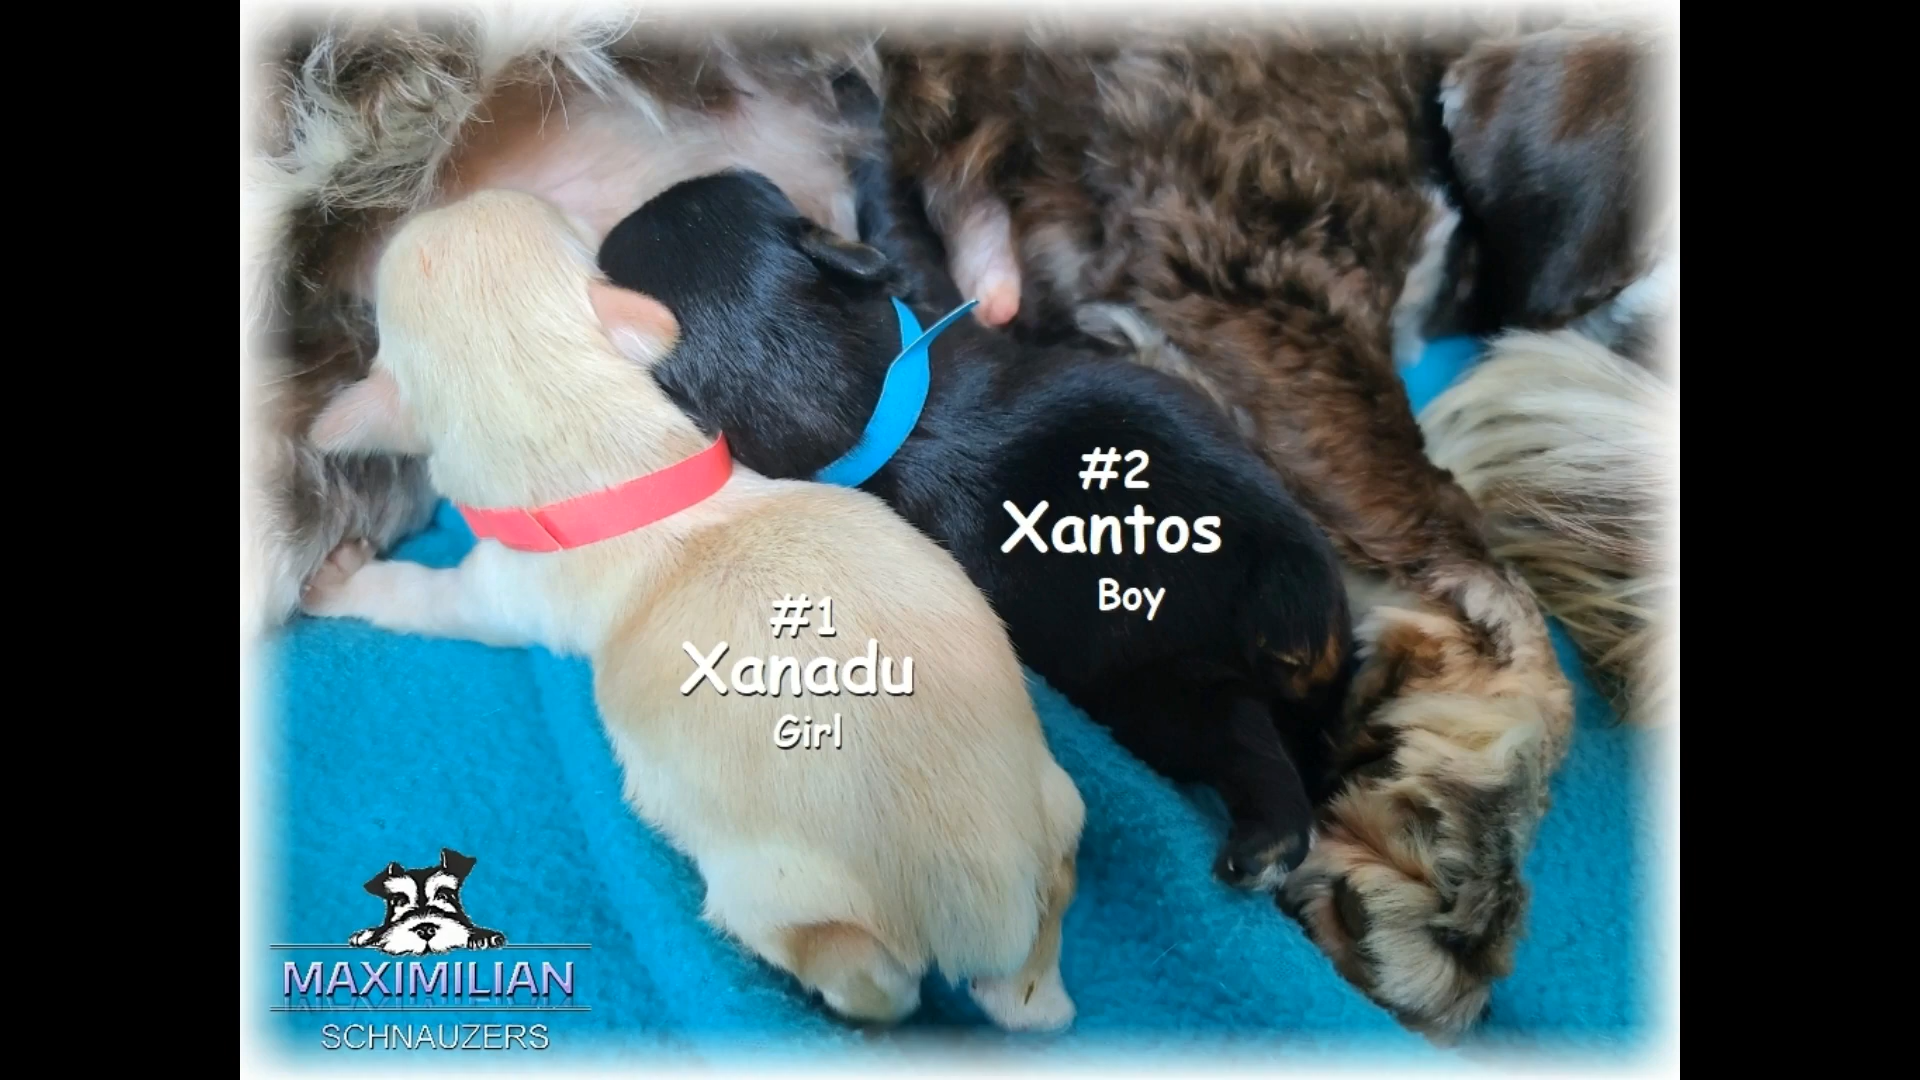 #1
Xanadu
Girl
#2
Xantos
Boy
MAXIMILIAN
SCHNAUZERS